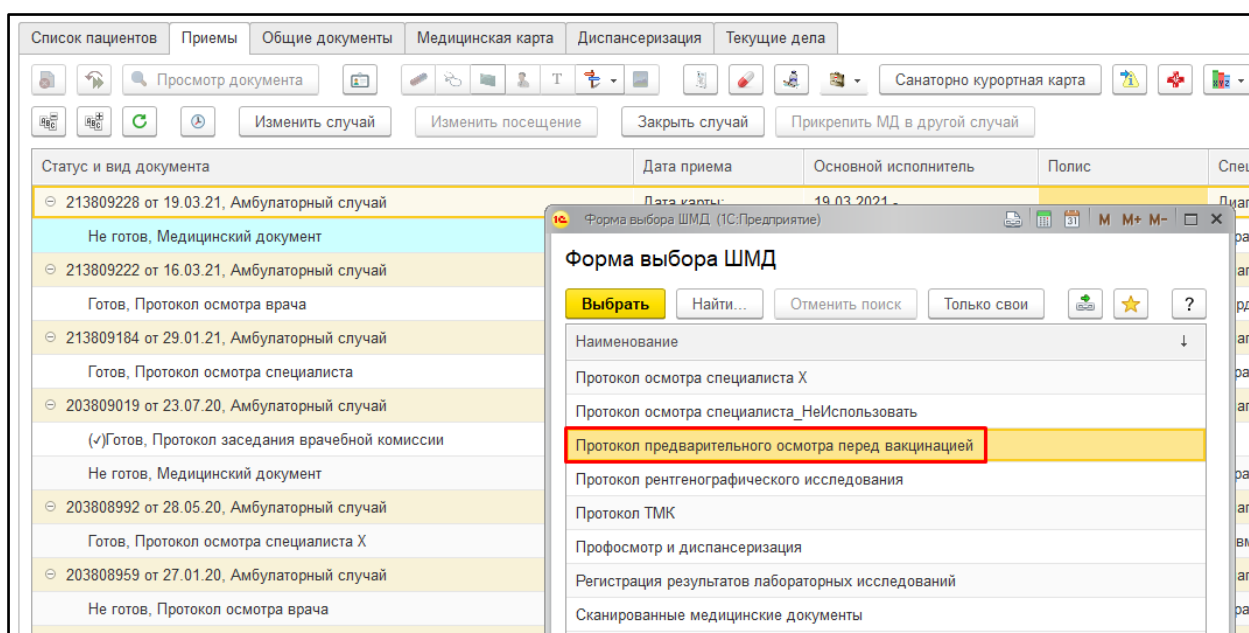 Список пациентов Приемы Общие документы Медицинская карта Диспансеризация Текущие дела
Просмотр документа T Санаторно курортная карта
Изменить случай Изменить посещение Закрыть случай Прикрепить МД в другой случай
Статус и вид документа Дата приема Основной исполнитель Полис
213809228 от 19.03.21, Амбулаторный случай Дата карты: 19.03.2021 -
Не готов, Медицинский документ
213809222 от 16.03.21, Амбулаторный случай
Готов, Протокол осмотра врача
213809184 от 29.01.21, Амбулаторный случай
Готов, Протокол осмотра специалиста
203809019 от 23.07.20, Амбулаторный случай
(✓)Готов, Протокол заседания врачебной комиссии
Не готов, Медицинский документ
203808992 от 28.05.20, Амбулаторный случай
Готов, Протокол осмотра специалиста X
203808959 от 27.01.20, Амбулаторный случай
Не готов, Протокол осмотра врача
Форма выбора ШМД (1С:Предприятие) 31 M M+ M-
Форма выбора ШМД
Выбрать Найти... Отменить поиск Только свои ?
Наименование ↓
Протокол осмотра специалиста X
Протокол осмотра специалиста_НеИспользовать
Протокол предварительного осмотра перед вакцинацией
Протокол рентгенографического исследования
Протокол ТМК
Профосмотр и диспансеризация
Регистрация результатов лабораторных исследований
Сканированные медицинские документы